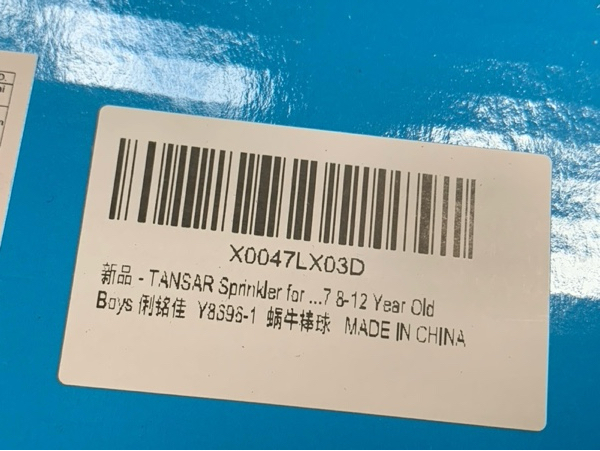 D.
X0047LX03D
新品 - TANSAR Sprinkler for ...7 8-12 Year Old
Boys 俐铭佳 Y8696-1 蜗牛棒球 MADE IN CHINA